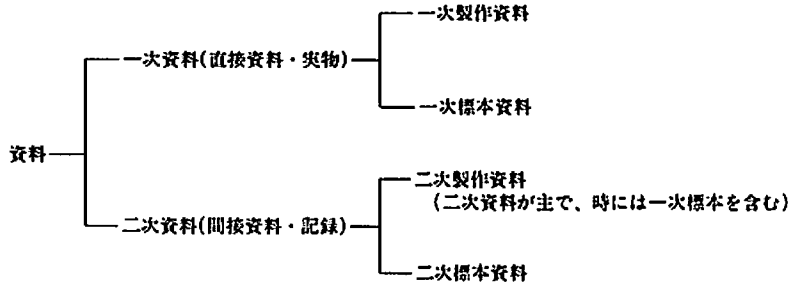 一次製作資料
一次資料(直接資料・実物)
一次標本資料
資料
二次製作資料
(二次資料が主で、時には一次標本を含む)
二次資料(間接資料・記録)
二次標本資料